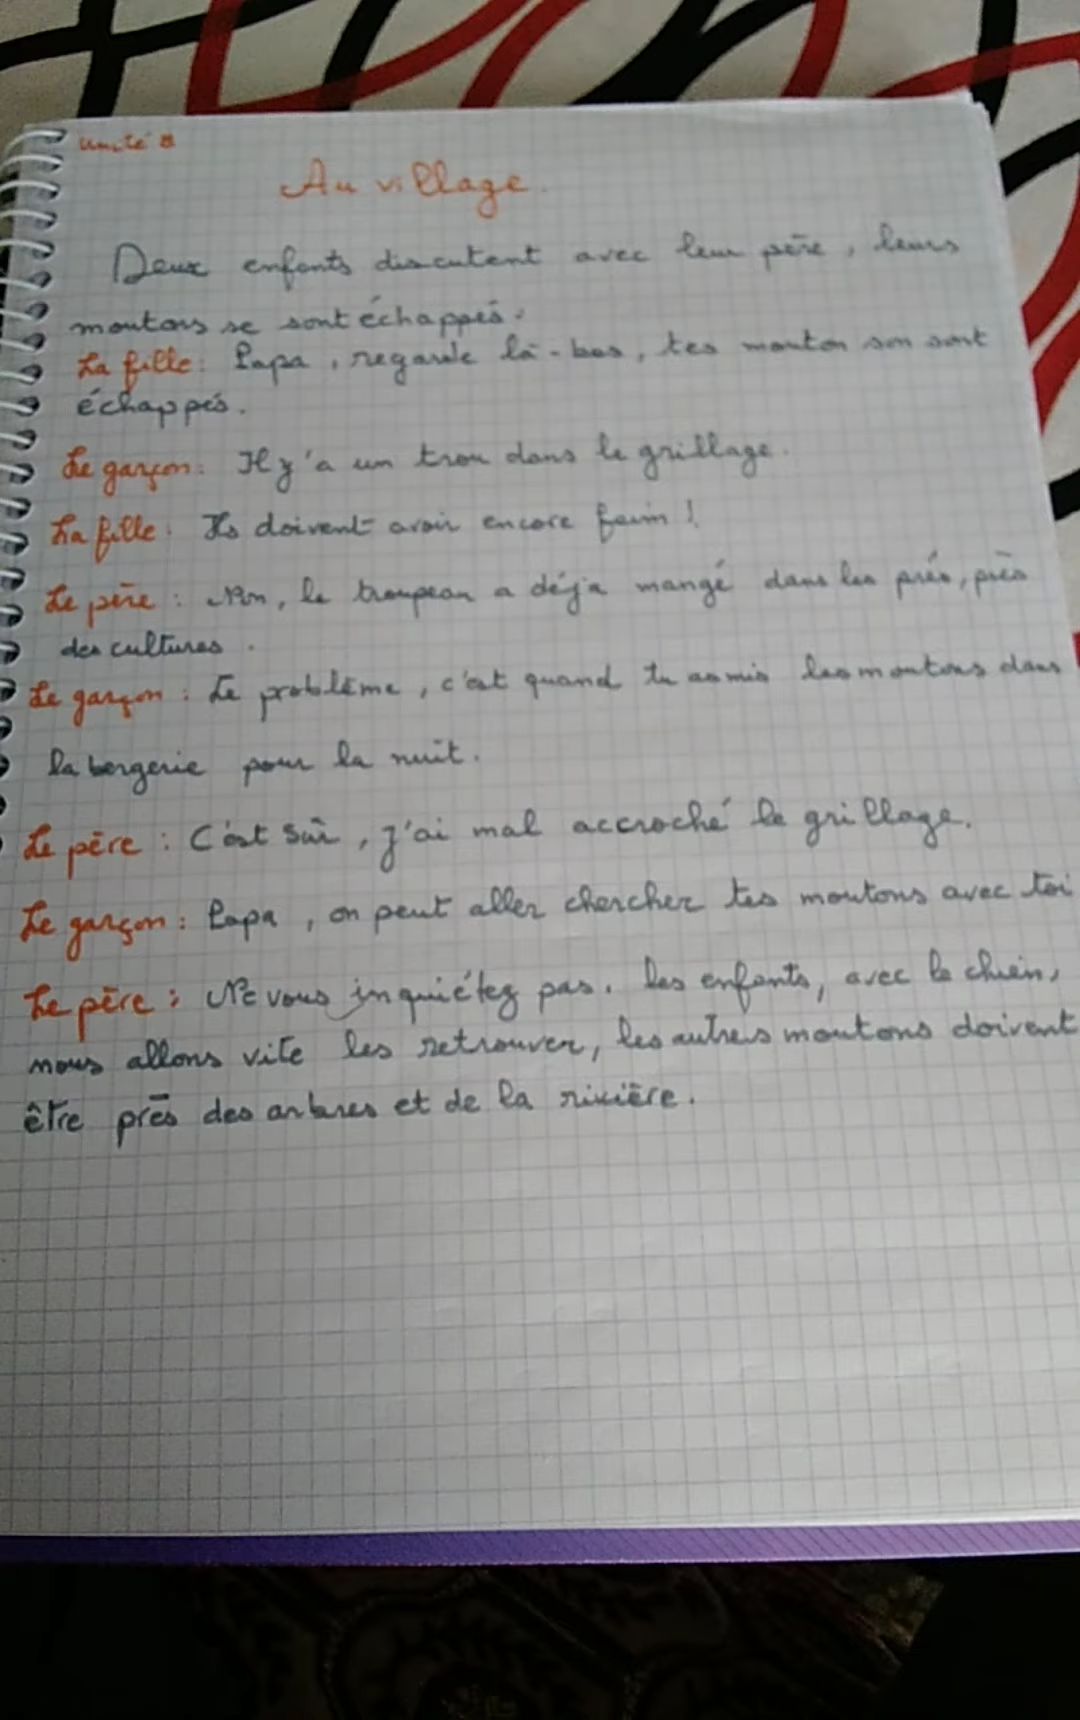 Unité 8
Au village.
Deux enfants discutent avec leur père, leurs
moutons se sont échappés.
La fille : Papa, regarde là-bas, tes mouton son sont
échappés.
Le garçon : Il y'a un trou dans le grillage.
La fille : Ils doivent avoir encore faim !
Le père : Non, le troupeau a déja mangé dans les prés, près
des cultures.
Le garçon : Le problème, c'est quand tu as mis les moutons dans
la bergerie pour la nuit.
Le père : C'est sûr, j'ai mal accroché le grillage.
Le garçon : Papa, on peut aller chercher tes moutons avec toi
Le père : Ne vous inquiétez pas. les enfants, avec le chien,
nous allons vite les retrouver, les autres moutons doivent
être près des arbres et de la rivière.